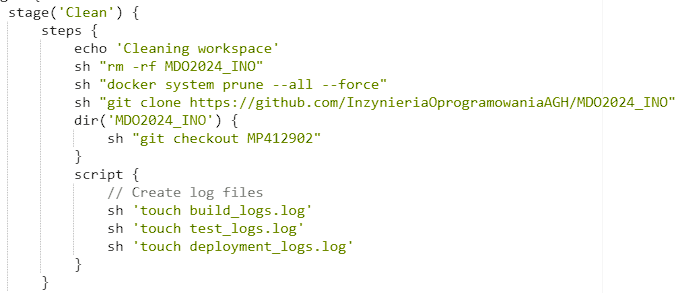 stage('Clean') {
    steps {
        echo 'Cleaning workspace'
        sh "rm -rf MDO2024_INO"
        sh "docker system prune --all --force"
        sh "git clone https://github.com/InzynieriaOprogramowaniaAGH/MDO2024_INO"
        dir('MDO2024_INO') {
            sh "git checkout MP412902"
        }
        script {
            // Create log files
            sh 'touch build_logs.log'
            sh 'touch test_logs.log'
            sh 'touch deployment_logs.log'
        }
    }